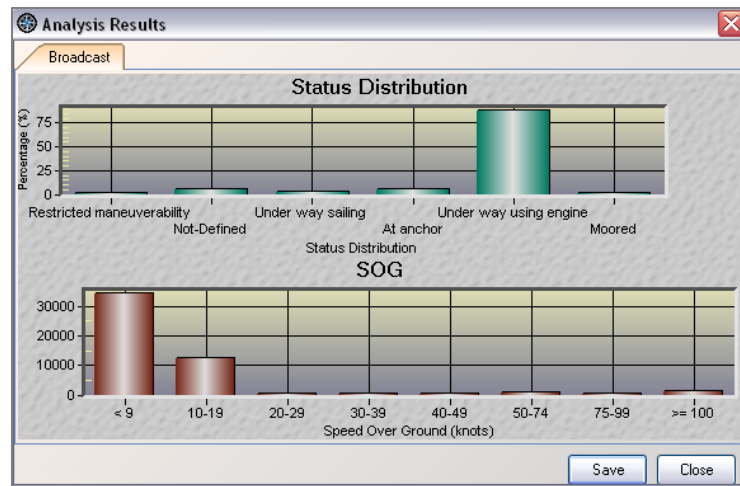 Analysis Results
Broadcast
Status Distribution
Percentage (%)
75
50
25
0
Restricted maneuverability
Not-Defined
Under way sailing
At anchor
Under way using engine
Moored
Status Distribution
SOG
30000
20000
10000
0
< 9
10-19
20-29
30-39
40-49
50-74
75-99
>= 100
Speed Over Ground (knots)
Save
Close